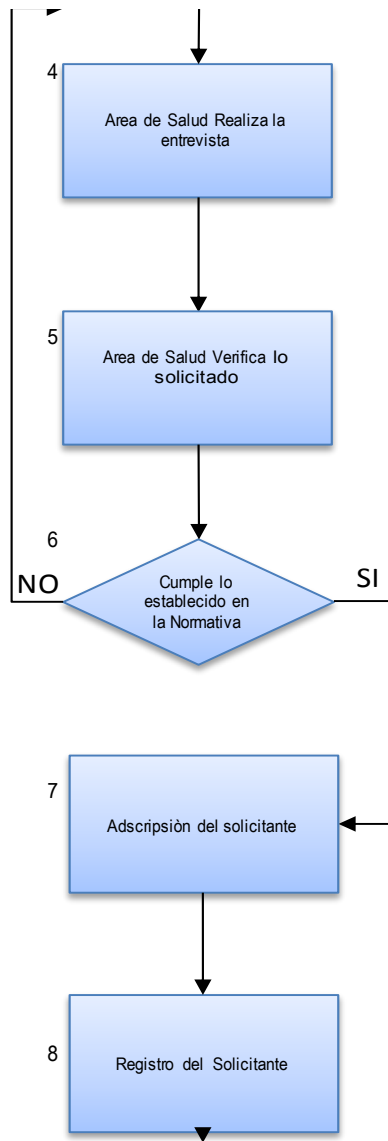 4
Area de Salud Realiza la
entrevista
5
Area de Salud Verifica lo
solicitado
6
NO
Cumple lo
establecido en
la Normativa
SI
7
Adscripsiòn del solicitante
8
Registro del Solicitante